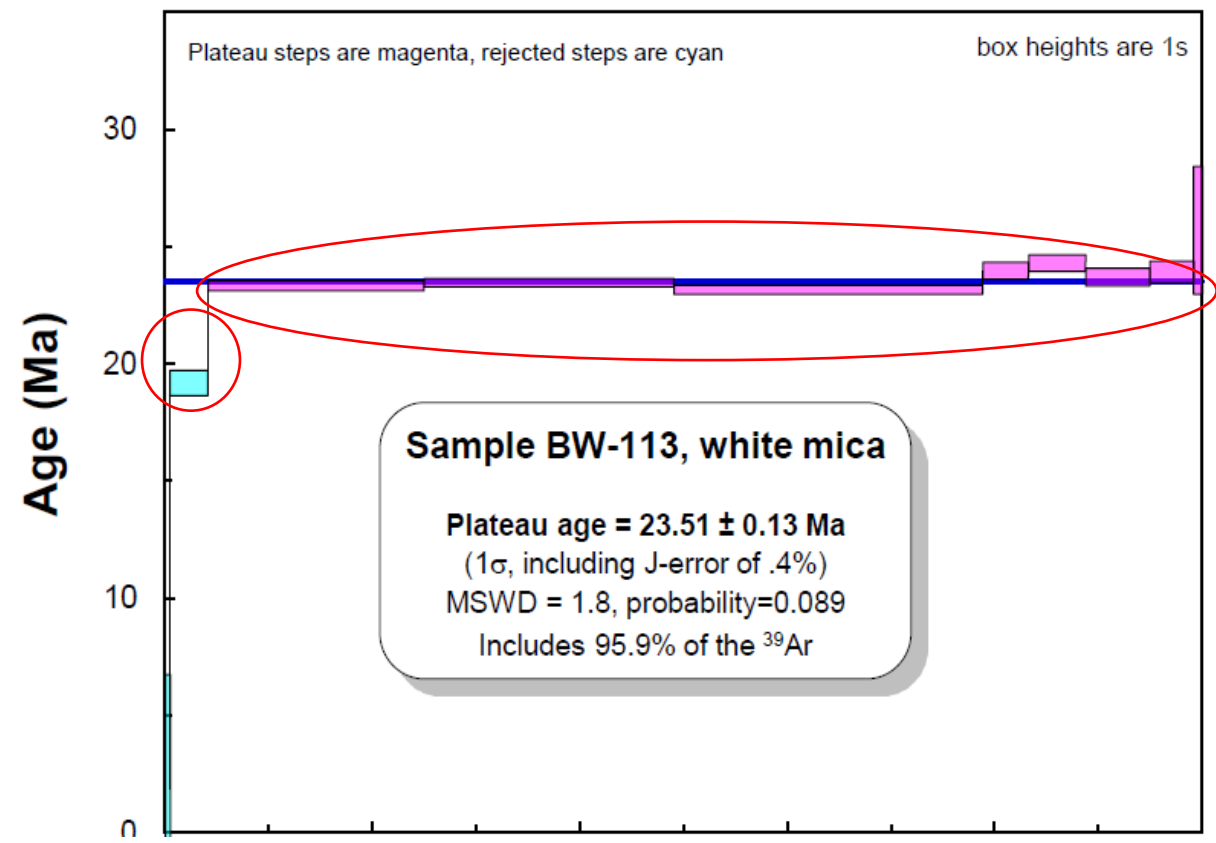 Plateau steps are magenta, rejected steps are cyan
box heights are 1s
30
20
10
0
Age (Ma)
Sample BW-113, white mica
Plateau age = 23.51 ± 0.13 Ma
(1σ, including J-error of .4%)
MSWD = 1.8, probability=0.089
Includes 95.9% of the ³⁹Ar